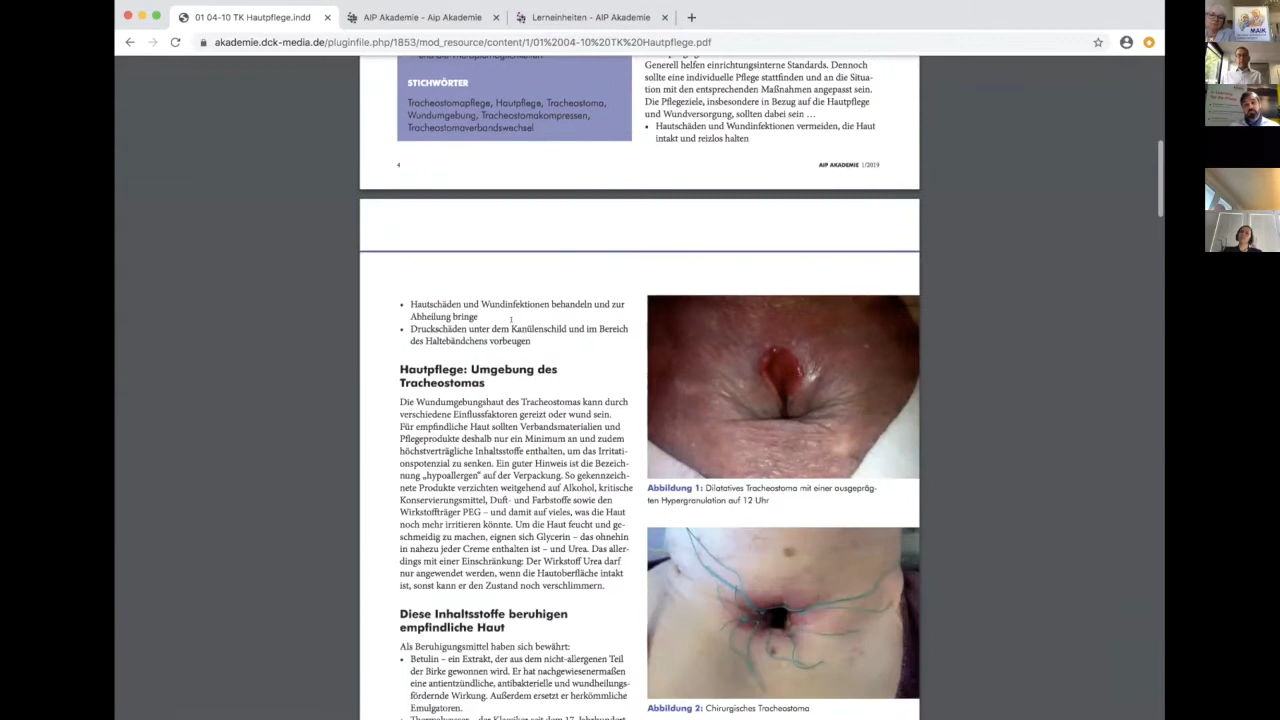 01 04-10 TK Hautpflege.indd
AIP Akademie - Aip Akademie
Lerneinheiten - AIP Akademie
akademie.dck-media.de/pluginfile.php/1853/mod_resource/content/1/01%2004-10%20TK%20Hautpflege.pdf
MAIK
STICHWÖRTER
Tracheostomapflege, Hautpflege, Tracheostoma,
Wundumgebung, Tracheostomakompressen,
Tracheostomaverbandswechsel
Generell helfen einrichtungsinterne Standards. Dennoch
sollte eine individuelle Pflege stattfinden und an die Situa-
tion mit den entsprechenden Maßnahmen angepasst sein.
Die Pflegeziele, insbesondere in Bezug auf die Hautpflege
und Wundversorgung, sollten dabei sein …
• Hautschäden und Wundinfektionen vermeiden, die Haut
intakt und reizlos halten
4
AIP AKADEMIE 1/2019
• Hautschäden und Wundinfektionen behandeln und zur
Abheilung bringe
• Druckschäden unter dem Kanülenschild und im Bereich
des Haltebändchens vorbeugen
Hautpflege: Umgebung des
Tracheostomas
Die Wundumgebungshaut des Tracheostomas kann durch
verschiedene Einflussfaktoren gereizt oder wund sein.
Für empfindliche Haut sollten Verbandsmaterialien und
Pflegeprodukte deshalb nur ein Minimum an und zudem
höchstverträgliche Inhaltsstoffe enthalten, um das Irritati-
onspotenzial zu senken. Ein guter Hinweis ist die Bezeich-
nung „hypoallergen“ auf der Verpackung. So gekennzeich-
nete Produkte verzichten weitgehend auf Alkohol, kritische
Konservierungsmittel, Duft- und Farbstoffe sowie den
Wirkstoffträger PEG – und damit auf vieles, was die Haut
noch mehr irritieren könnte. Um die Haut feucht und ge-
schmeidig zu machen, eignen sich Glycerin – das ohnehin
in nahezu jeder Creme enthalten ist – und Urea. Das aller-
dings mit einer Einschränkung: Der Wirkstoff Urea darf
nur angewendet werden, wenn die Hautoberfläche intakt
ist, sonst kann er den Zustand noch verschlimmern.
Diese Inhaltsstoffe beruhigen
empfindliche Haut
Als Beruhigungsmittel haben sich bewährt:
• Betulin – ein Extrakt, der aus dem nicht-allergenen Teil
der Birke gewonnen wird. Er hat nachgewiesenermaßen
eine antientzündliche, antibakterielle und wundheilungs-
fördernde Wirkung. Außerdem ersetzt er herkömmliche
Emulgatoren.
Abbildung 1: Dilatatives Tracheostoma mit einer ausgepräg-
ten Hypergranulation auf 12 Uhr
Abbildung 2: Chirurgisches Tracheostoma